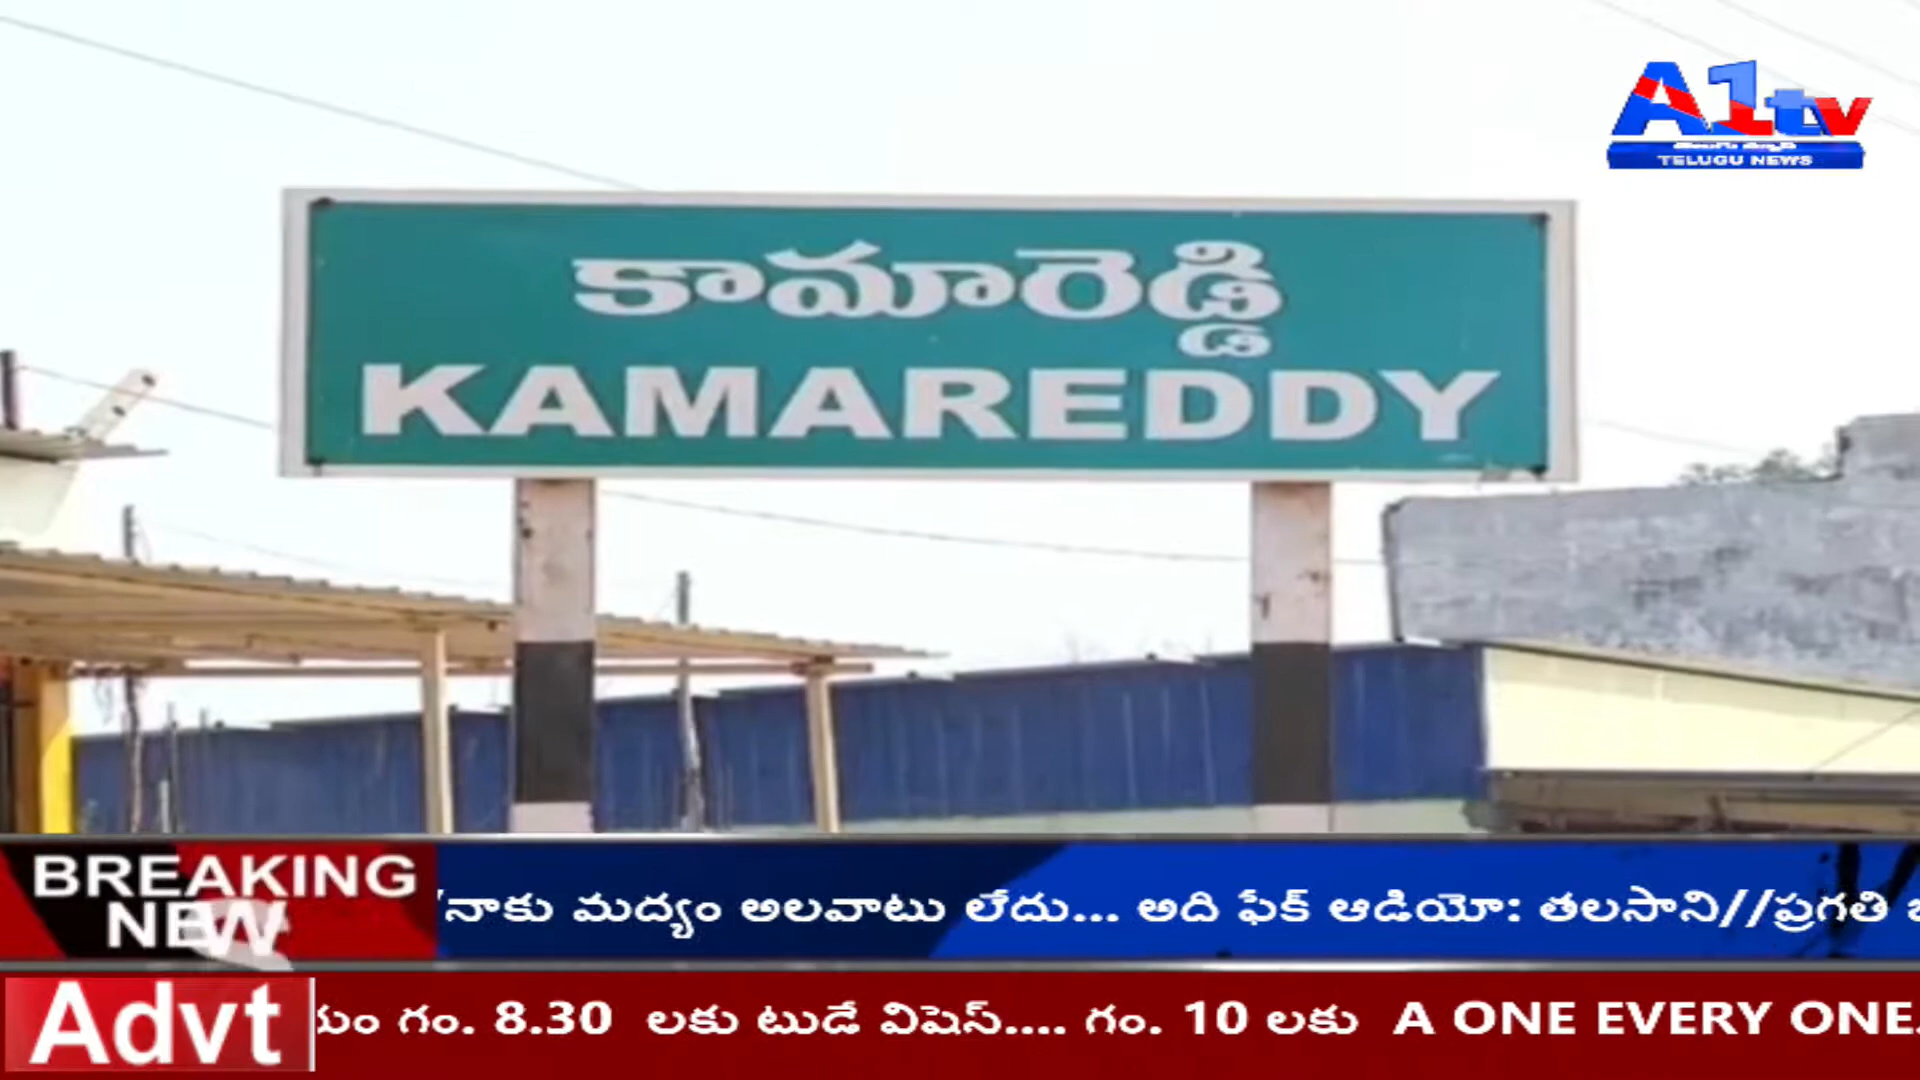 A1tv
తెలుగు న్యూస్
TELUGU NEWS
కామారెడ్డి
KAMAREDDY
BREAKING
/నాకు మద్యం అలవాటు లేదు... అది ఫేక్ ఆడియో: తలసాని//ప్రగతి
NEW
Advt
గం. 8.30 లకు టుడే విషెస్.... గం. 10 లకు A ONE EVERY ONE.